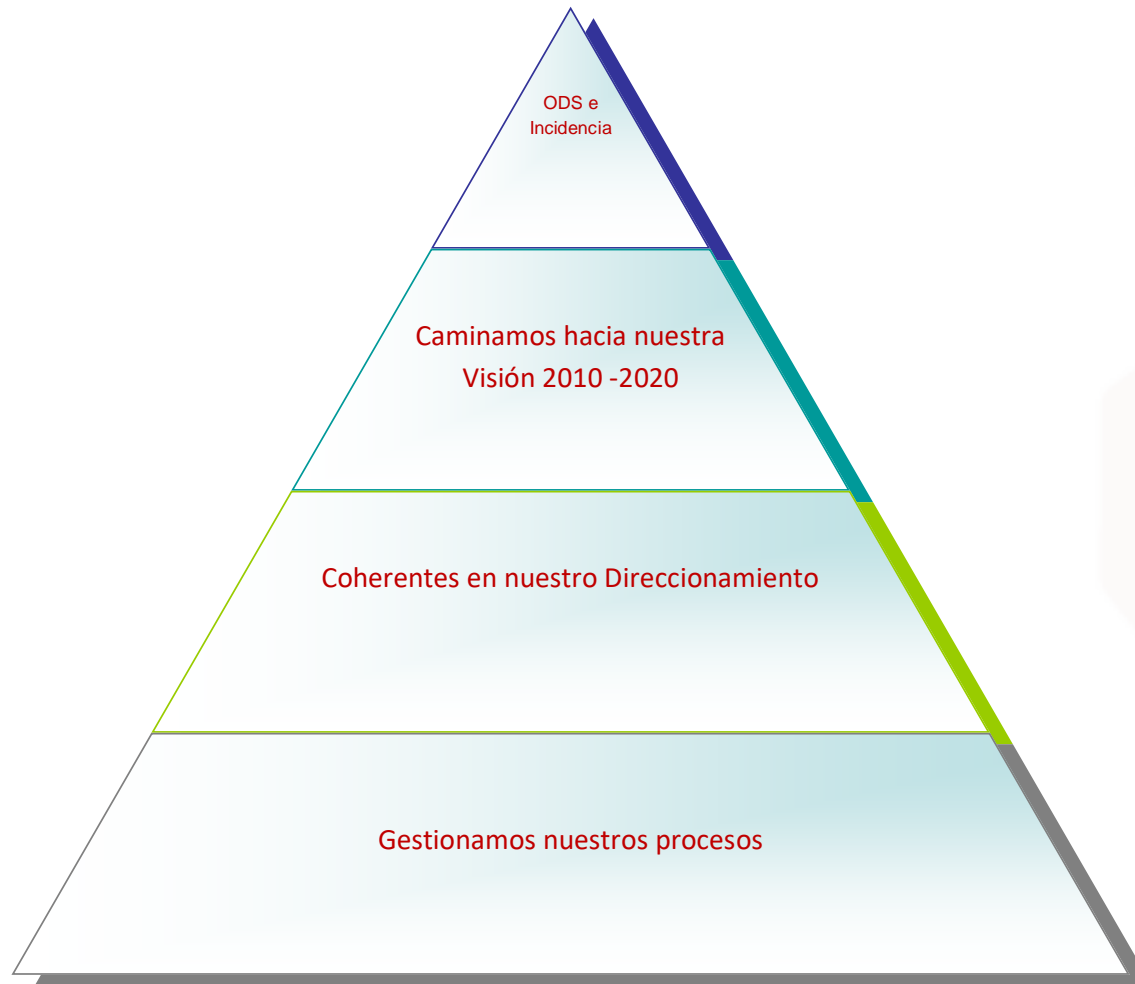 ODS e
Incidencia
Caminamos hacia nuestra
Visión 2010 -2020
Coherentes en nuestro Direccionamiento
Gestionamos nuestros procesos